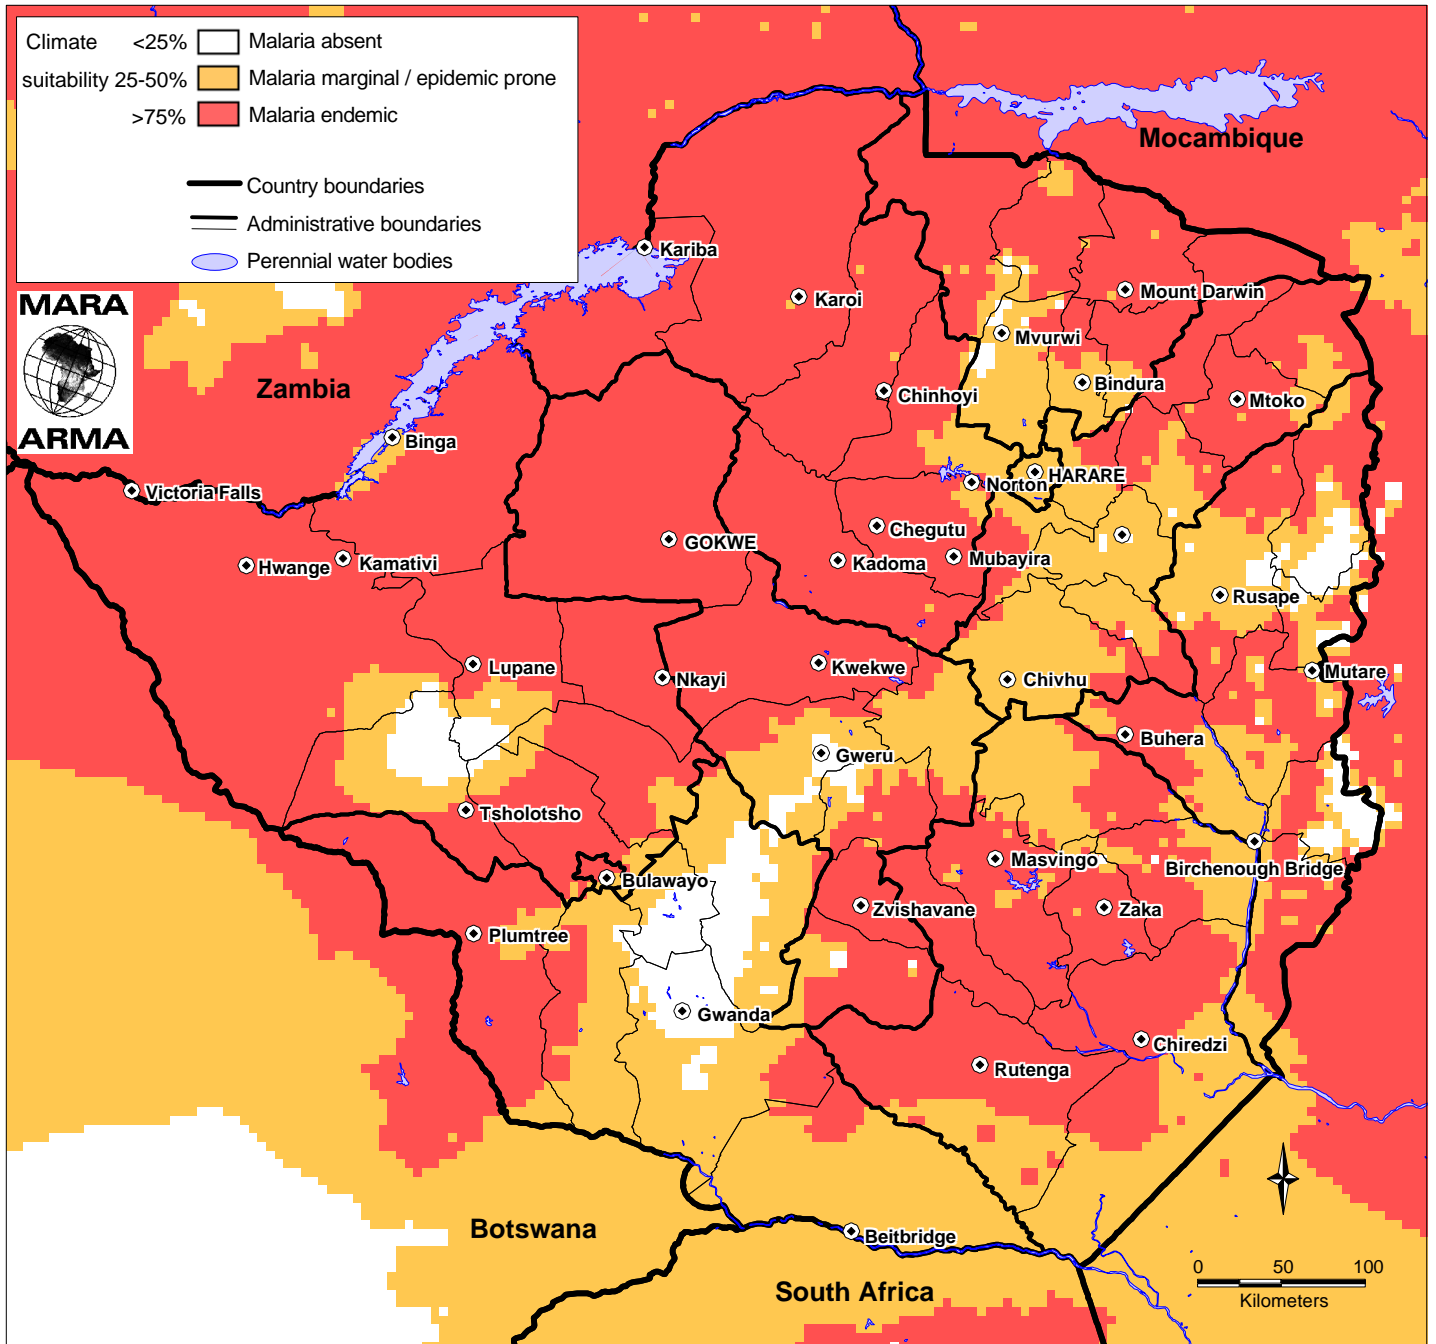 Climate <25% Malaria absent
suitability 25-50% Malaria marginal / epidemic prone
>75% Malaria endemic
Country boundaries
Administrative boundaries
Perennial water bodies
MARA
ARMA
Mocambique
Zambia
Kariba
Karoi
Mount Darwin
Mvurwi
Bindura
Chinhoyi
Mtoko
Binga
HARARE
Norton
Victoria Falls
Chegutu
GOKWE
Kadoma
Mubayira
Hwange
Kamativi
Rusape
Lupane
Nkayi
Kwekwe
Chivhu
Mutare
Buhera
Gweru
Tsholotsho
Masvingo
Birchenough Bridge
Bulawayo
Zvishavane
Zaka
Plumtree
Gwanda
Chiredzi
Rutenga
Botswana
Beitbridge
South Africa
0 50 100
Kilometers